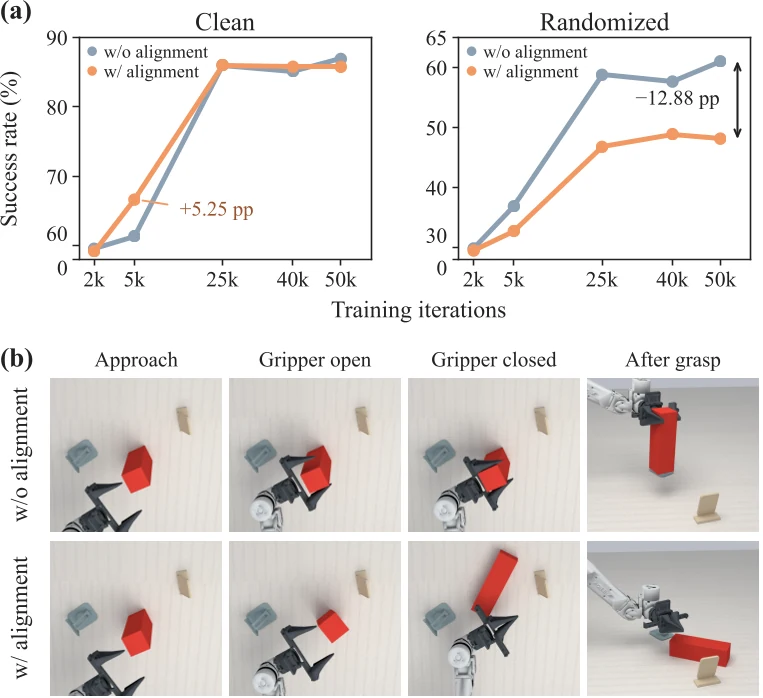 (a)
Clean
Randomized
Success rate (%)
90
80
70
60
0
w/o alignment
w/ alignment
+5.25 pp
2k 5k 25k 40k 50k
65
60
50
40
30
0
w/o alignment
w/ alignment
−12.88 pp
2k 5k 25k 40k 50k
Training iterations
(b)
Approach Gripper open Gripper closed After grasp
w/o alignment
w/ alignment